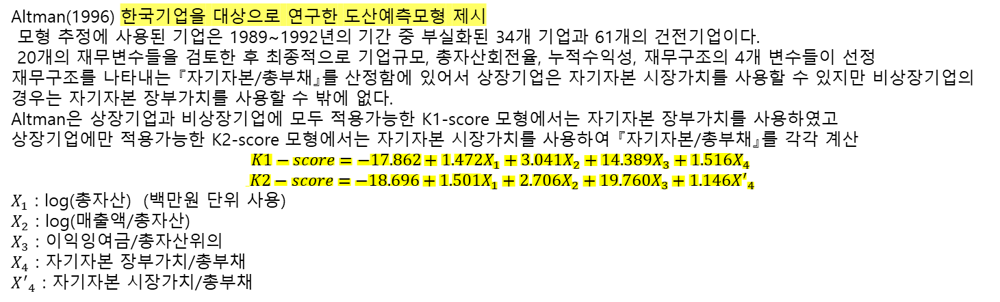 Altman(1996) 한국기업을 대상으로 연구한 도산예측모형 제시
모형 추정에 사용된 기업은 1989~1992년의 기간 중 부실화된 34개 기업과 61개의 건전기업이다.
20개의 재무변수들을 검토한 후 최종적으로 기업규모, 총자산회전율, 누적수익성, 재무구조의 4개 변수들이 선정
재무구조를 나타내는 『자기자본/총부채』를 산정함에 있어서 상장기업은 자기자본 시장가치를 사용할 수 있지만 비상장기업의
경우는 자기자본 장부가치를 사용할 수 밖에 없다.
Altman은 상장기업과 비상장기업에 모두 적용가능한 K1-score 모형에서는 자기자본 장부가치를 사용하였고
상장기업에만 적용가능한 K2-score 모형에서는 자기자본 시장가치를 사용하여 『자기자본/총부채』를 각각 계산
K1 − score = −17.862 + 1.472X₁ + 3.041X₂ + 14.389X₃ + 1.516X₄
K2 − score = −18.696 + 1.501X₁ + 2.706X₂ + 19.760X₃ + 1.146X'₄
X₁ : log(총자산) (백만원 단위 사용)
X₂ : log(매출액/총자산)
X₃ : 이익잉여금/총자산위의
X₄ : 자기자본 장부가치/총부채
X'₄ : 자기자본 시장가치/총부채